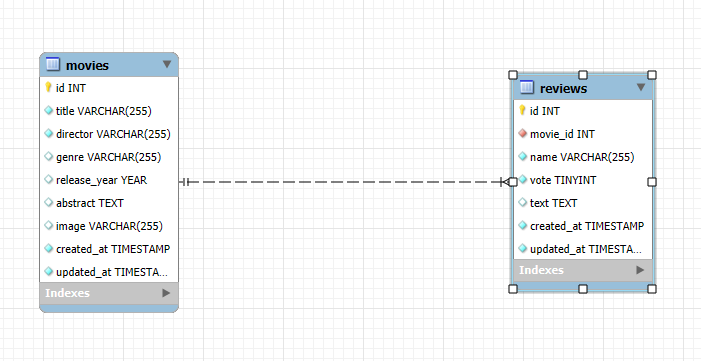 movies
id INT
title VARCHAR(255)
director VARCHAR(255)
genre VARCHAR(255)
release_year YEAR
abstract TEXT
image VARCHAR(255)
created_at TIMESTAMP
updated_at TIMESTA...
Indexes
reviews
id INT
movie_id INT
name VARCHAR(255)
vote TINYINT
text TEXT
created_at TIMESTAMP
updated_at TIMESTA...
Indexes